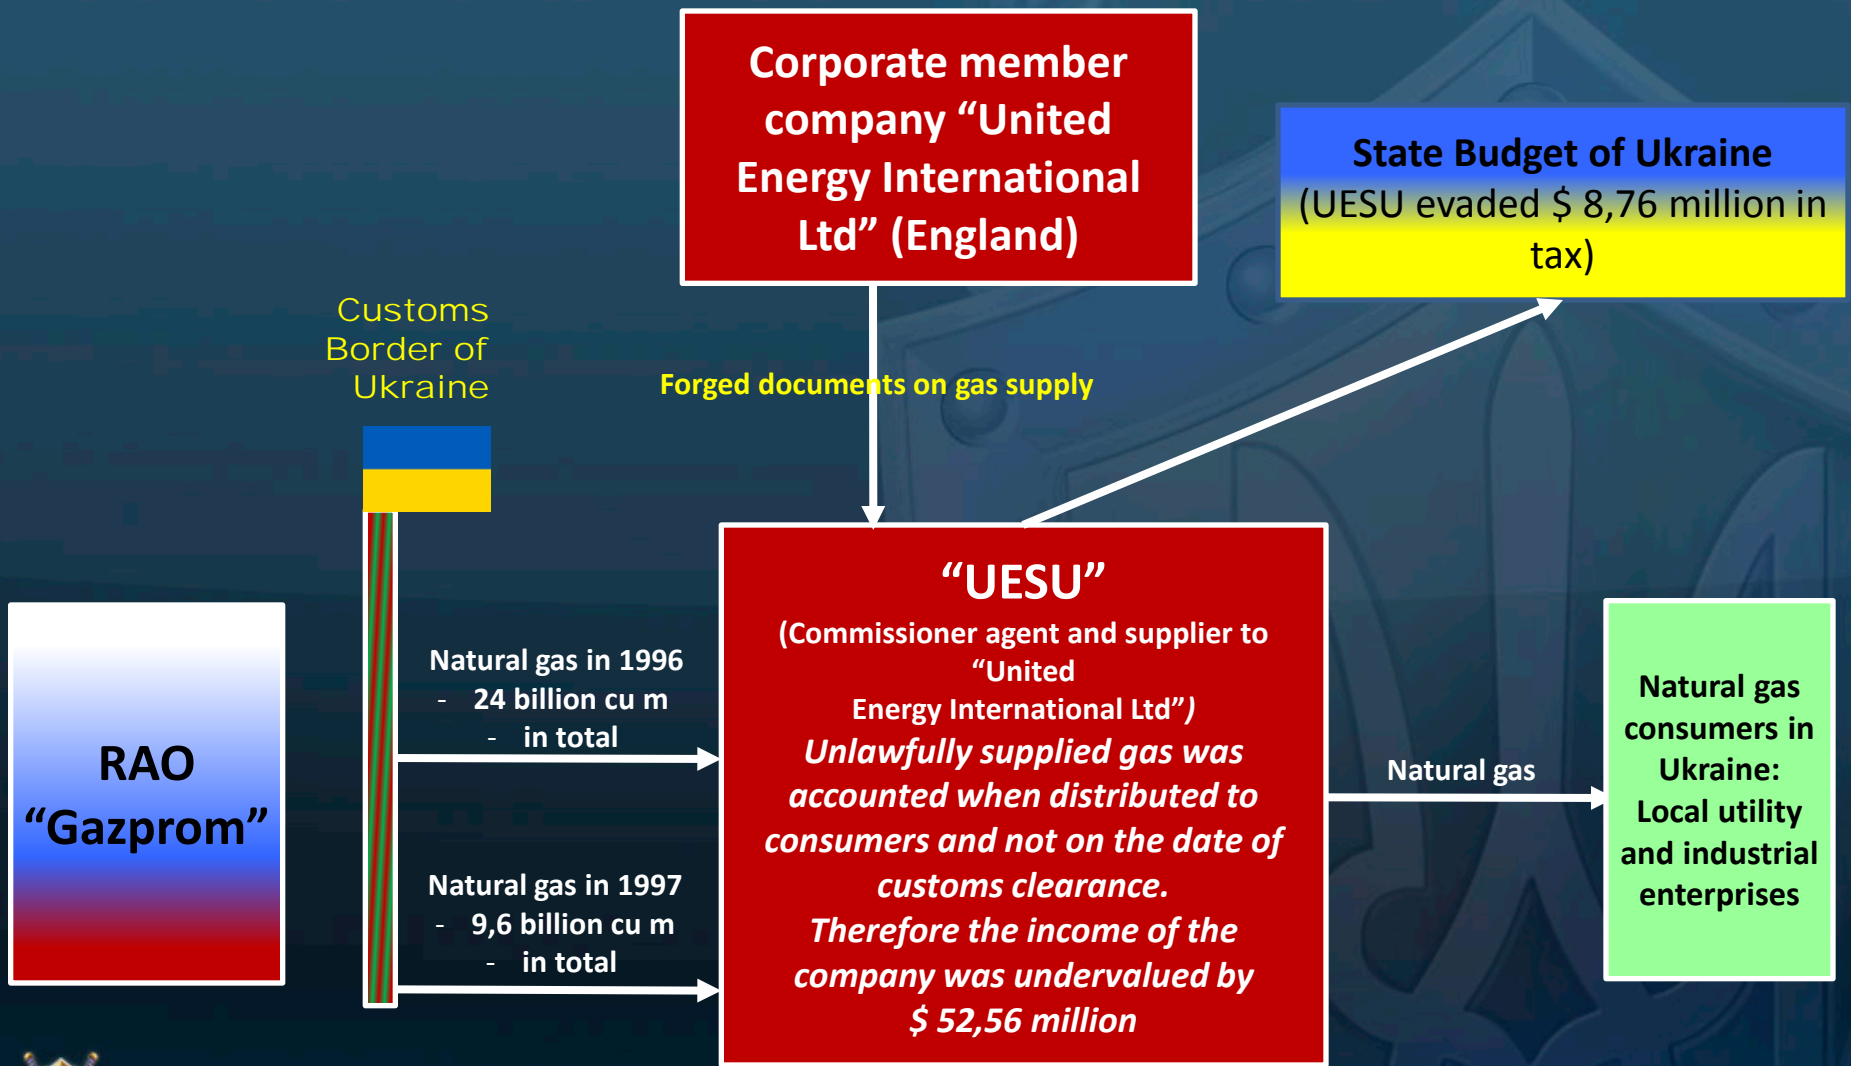 Corporate member
company “United
Energy International
Ltd” (England)
State Budget of Ukraine
(UESU evaded $ 8,76 million in
tax)
Customs
Border of
Ukraine
Forged documents on gas supply
RAO
“Gazprom”
Natural gas in 1996
- 24 billion cu m
- in total
Natural gas in 1997
- 9,6 billion cu m
- in total
“UESU”
(Commissioner agent and supplier to
“United
Energy International Ltd”)
Unlawfully supplied gas was
accounted when distributed to
consumers and not on the date of
customs clearance.
Therefore the income of the
company was undervalued by
$ 52,56 million
Natural gas
Natural gas
consumers in
Ukraine:
Local utility
and industrial
enterprises